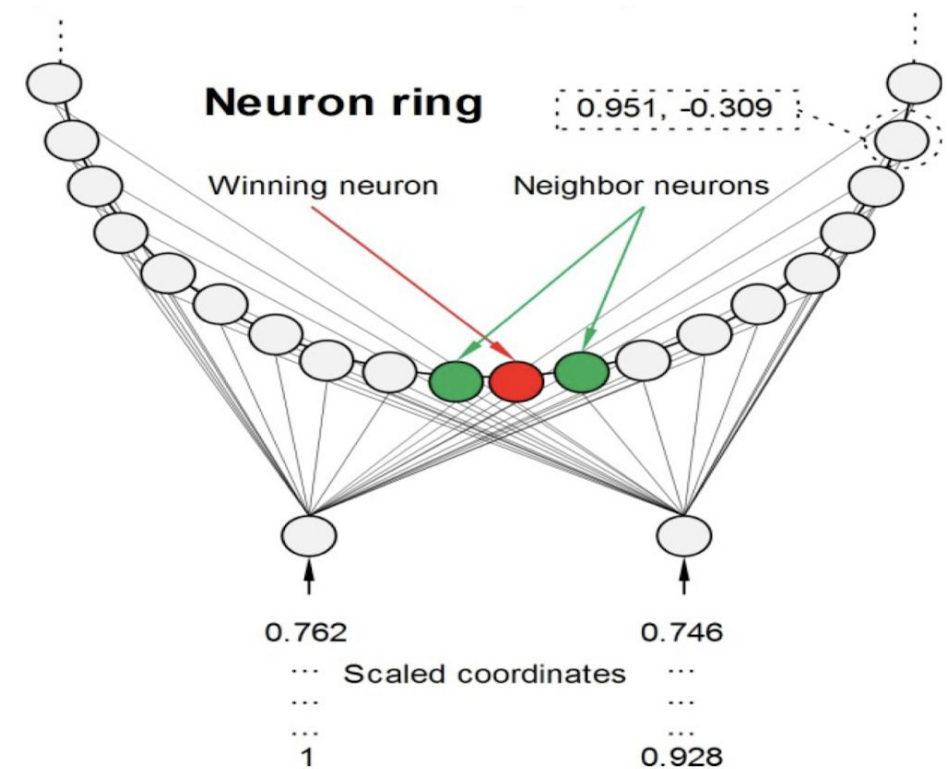 Neuron ring
0.951, -0.309
Winning neuron
Neighbor neurons
0.762
0.746
... Scaled coordinates ...
... ...
... ...
1
0.928